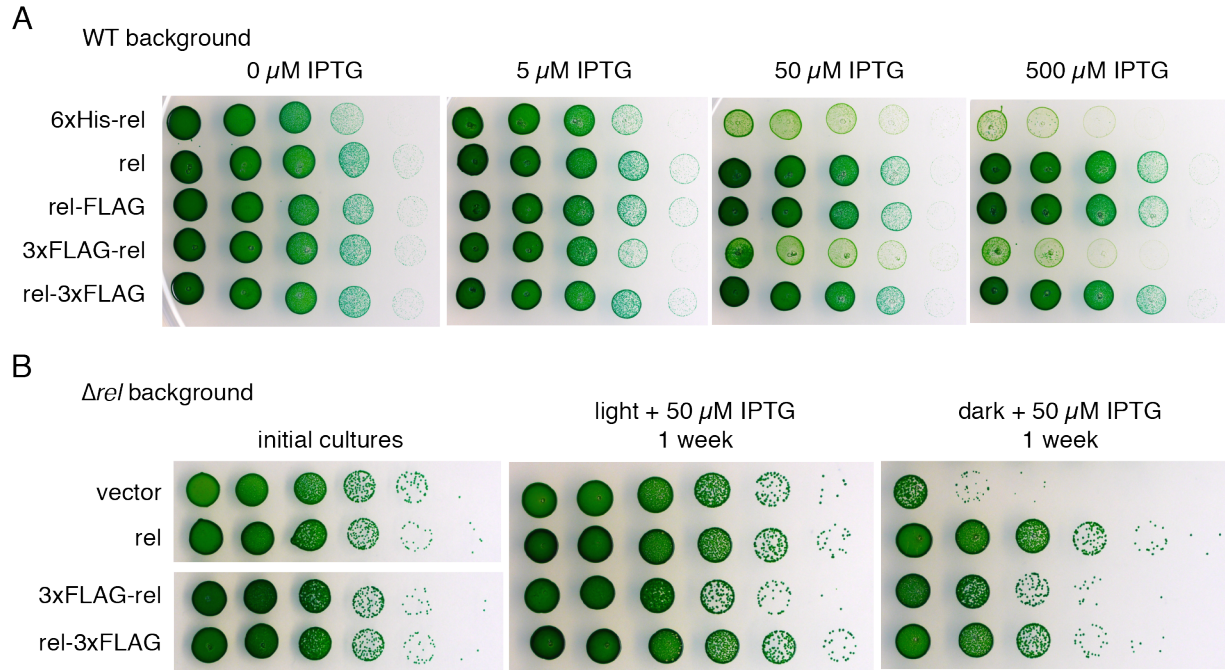 A
WT background
0 µM IPTG
5 µM IPTG
50 µM IPTG
500 µM IPTG
6xHis-rel
rel
rel-FLAG
3xFLAG-rel
rel-3xFLAG
B
Δrel background
initial cultures
light + 50 µM IPTG
1 week
dark + 50 µM IPTG
1 week
vector
rel
3xFLAG-rel
rel-3xFLAG